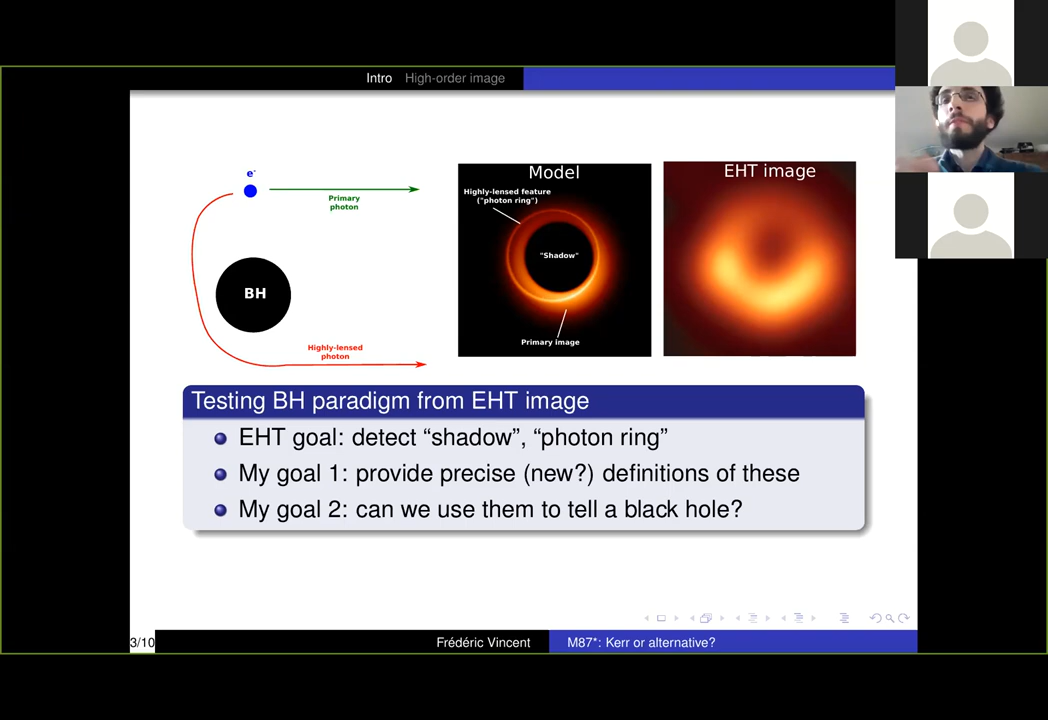 Intro High-order image
e-
Primary
photon
BH
Highly-lensed
photon
Model
Highly-lensed feature
("photon ring")
"Shadow"
Primary image
EHT image
Testing BH paradigm from EHT image
EHT goal: detect “shadow”, “photon ring”
My goal 1: provide precise (new?) definitions of these
My goal 2: can we use them to tell a black hole?
3/10
Frédéric Vincent
M87*: Kerr or alternative?